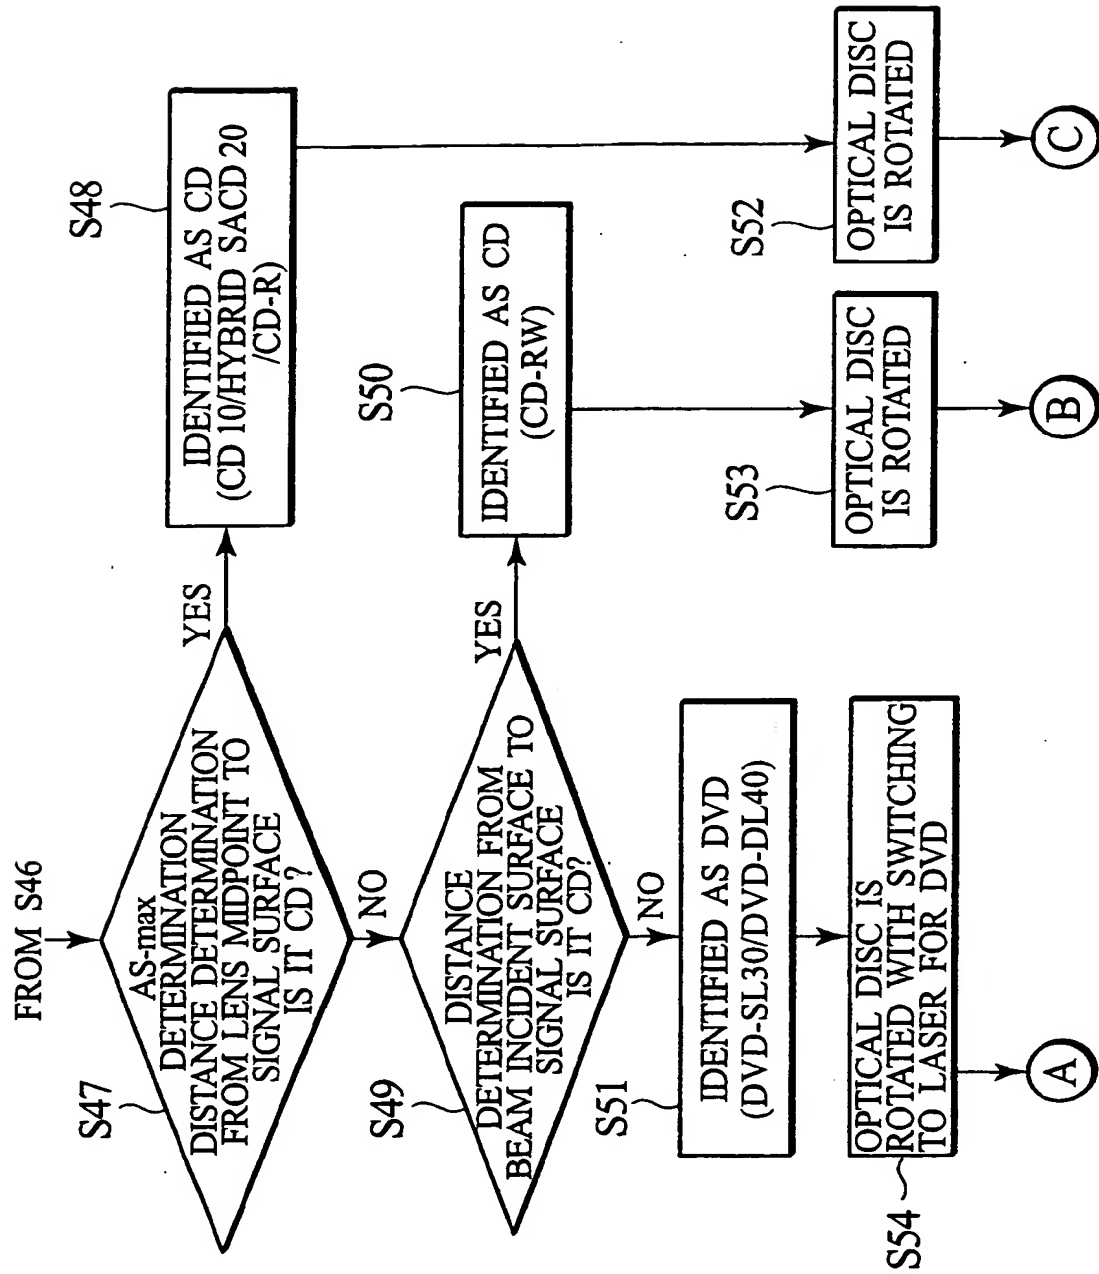 FROM S46
S47
AS-max
DETERMINATION
DISTANCE DETERMINATION
FROM LENS MIDPOINT TO
SIGNAL SURFACE
IS IT CD?
YES
NO
S48
IDENTIFIED AS CD
(CD 10/HYBRID SACD 20
/CD-R)
S49
DISTANCE
DETERMINATION FROM
BEAM INCIDENT SURFACE TO
SIGNAL SURFACE
IS IT CD?
YES
NO
S50
IDENTIFIED AS CD
(CD-RW)
S51
IDENTIFIED AS DVD
(DVD-SL30/DVD-DL40)
S54
OPTICAL DISC IS
ROTATED WITH SWITCHING
TO LASER FOR DVD
A
S53
OPTICAL DISC
IS ROTATED
B
S52
OPTICAL DISC
IS ROTATED
C